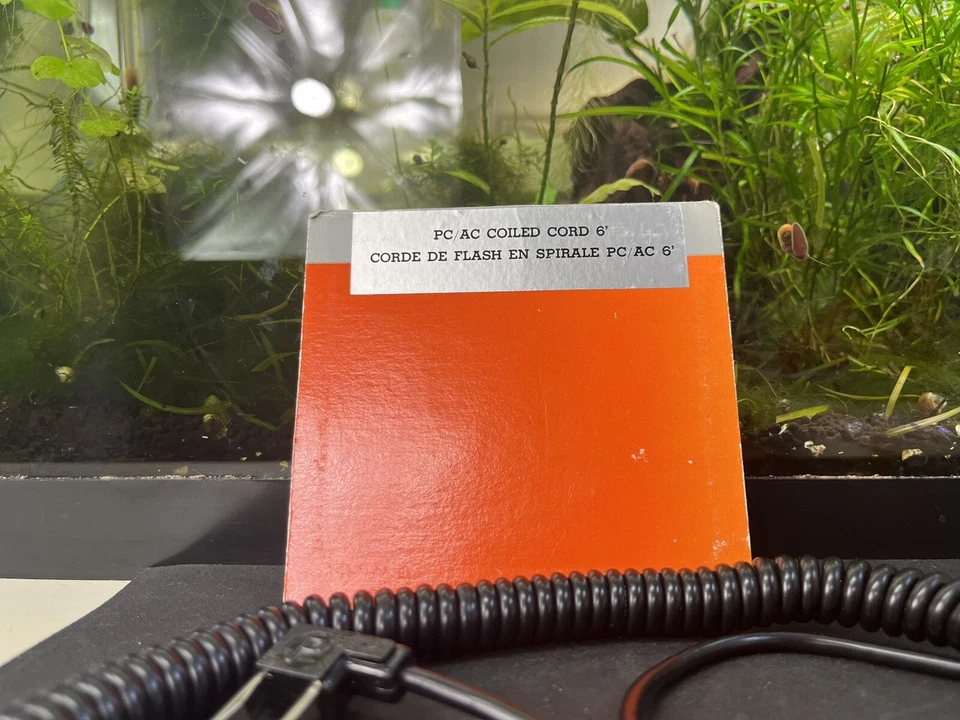 PC/AC COILED CORD 6'
CORDE DE FLASH EN SPIRALE PC/AC 6'